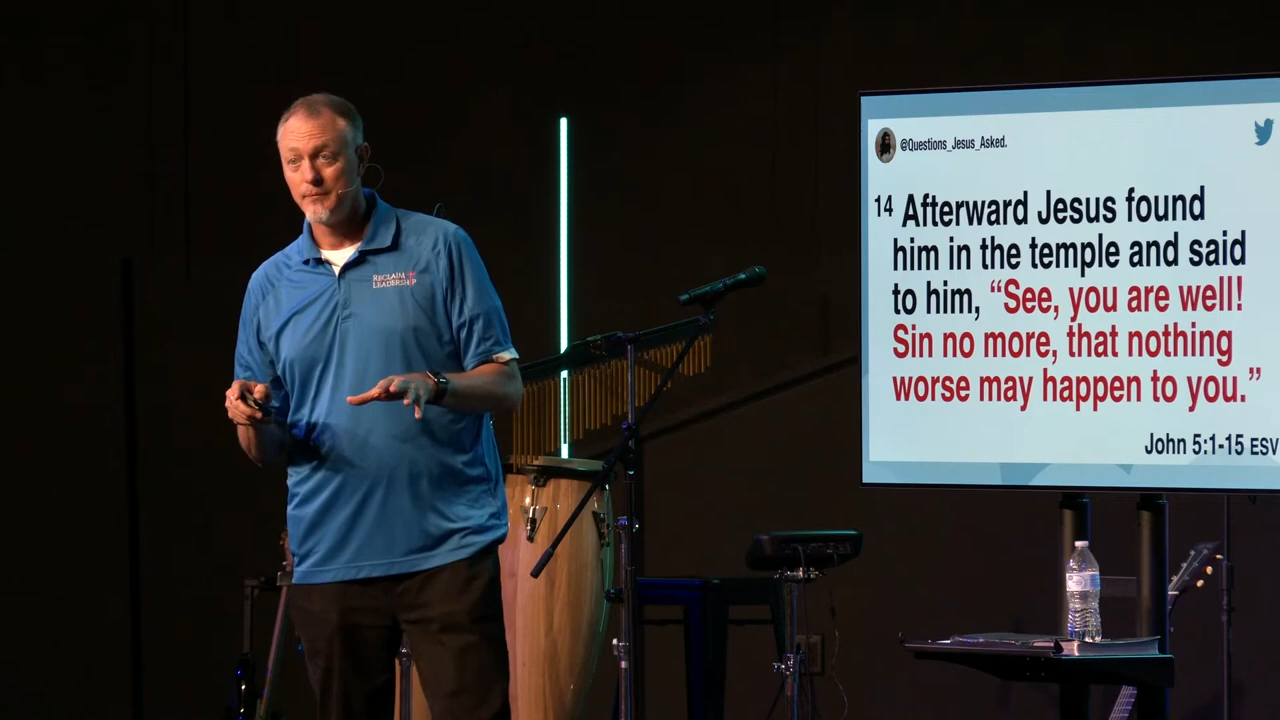 RECLAIM
LEADERSHIP
@Questions_Jesus_Asked.
14 Afterward Jesus found
him in the temple and said
to him, “See, you are well!
Sin no more, that nothing
worse may happen to you.”
John 5:1-15 ESV